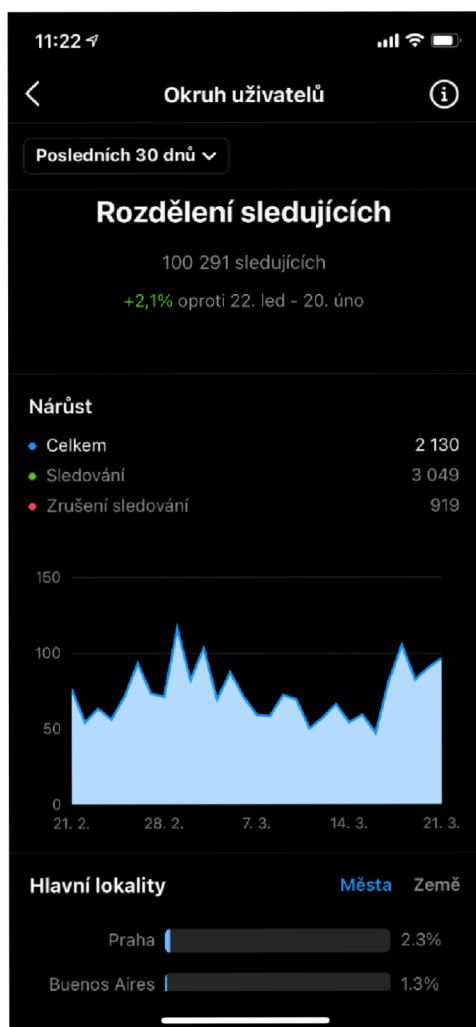 11:22
Okruh uživatelů
Posledních 30 dnů
Rozdělení sledujících
100 291 sledujících
+2,1% oproti 22. led - 20. úno
Nárůst
Celkem 2 130
Sledování 3 049
Zrušení sledování 919
150
100
50
0
21. 2. 28. 2. 7. 3. 14. 3. 21. 3.
Hlavní lokality Města Země
Praha 2.3%
Buenos Aires 1.3%